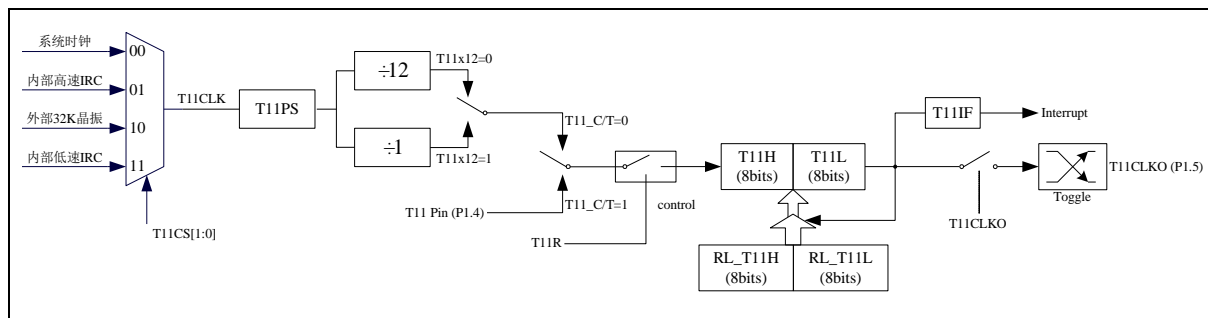 系统时钟
00
内部高速IRC
01
外部32K晶振
10
内部低速IRC
11
T11CS[1:0]
T11CLK
T11PS
÷12
÷1
T11x12=0
T11x12=1
T11_C/T=0
T11_C/T=1
T11 Pin (P1.4)
T11R
control
T11H
(8bits)
T11L
(8bits)
RL_T11H
(8bits)
RL_T11L
(8bits)
T11IF
Interrupt
T11CLKO
Toggle
T11CLKO (P1.5)